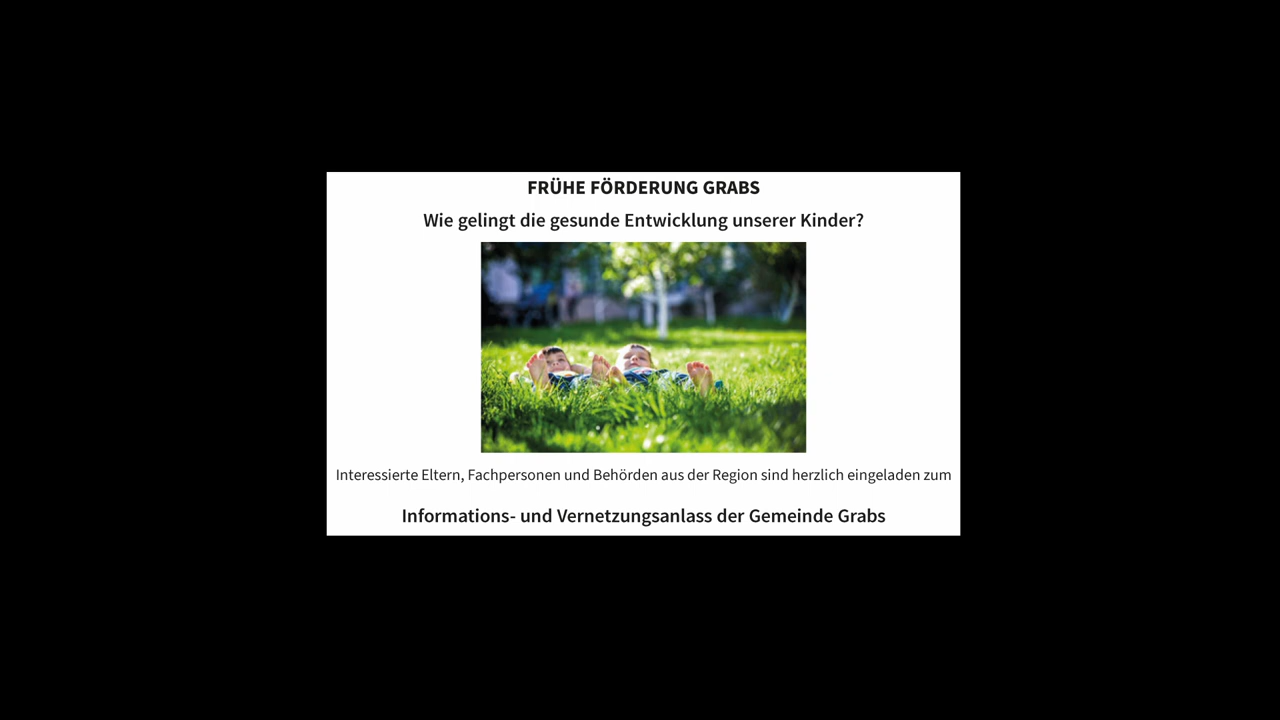 FRÜHE FÖRDERUNG GRABS
Wie gelingt die gesunde Entwicklung unserer Kinder?
Interessierte Eltern, Fachpersonen und Behörden aus der Region sind herzlich eingeladen zum
Informations- und Vernetzungsanlass der Gemeinde Grabs